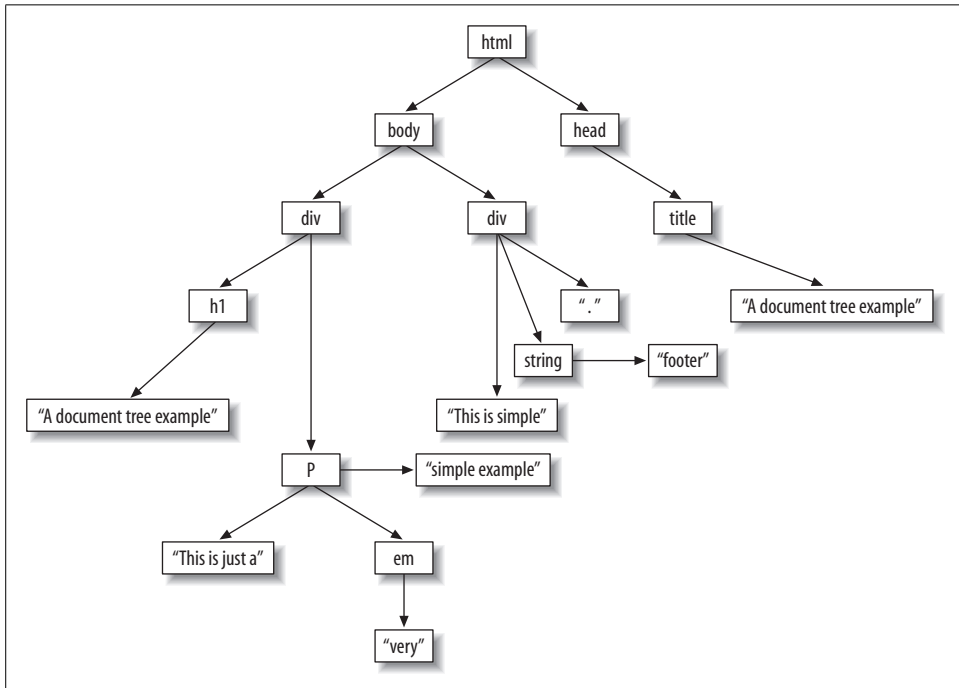 html
body
head
div
div
title
h1
“ . ”
“A document tree example”
string
“footer”
“A document tree example”
“This is simple”
P
“simple example”
“This is just a”
em
“very”